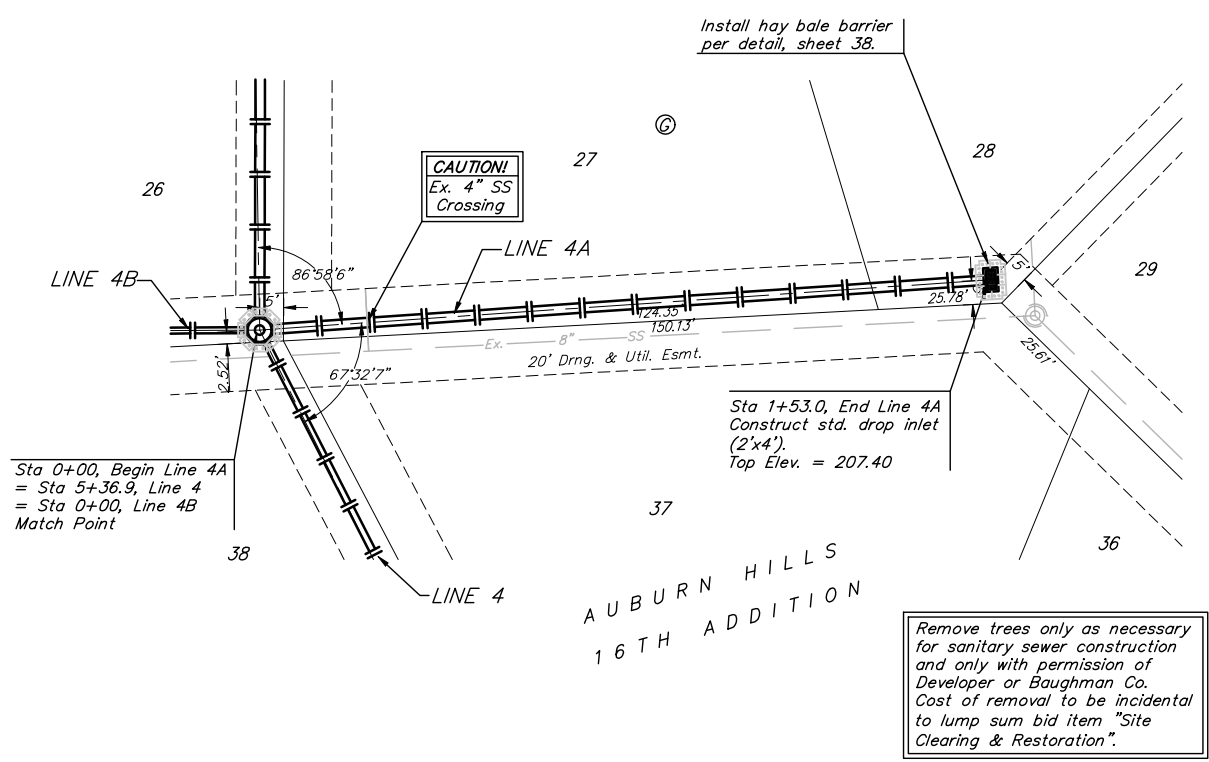 Install hay bale barrier
per detail, sheet 38.
G
27
28
26
CAUTION!
Ex. 4" SS
Crossing
LINE 4A
LINE 4B
86°58'6"
29
5'
5'
25.78'
124.35'
150.13'
Ex. 8" SS
20' Drng. & Util. Esmt.
25.61'
67°32'7"
2.52'
Sta 1+53.0, End Line 4A
Construct std. drop inlet
(2'x4').
Top Elev. = 207.40
Sta 0+00, Begin Line 4A
= Sta 5+36.9, Line 4
= Sta 0+00, Line 4B
Match Point
37
38
36
LINE 4
AUBURN HILLS
16TH ADDITION
Remove trees only as necessary
for sanitary sewer construction
and only with permission of
Developer or Baughman Co.
Cost of removal to be incidental
to lump sum bid item "Site
Clearing & Restoration".